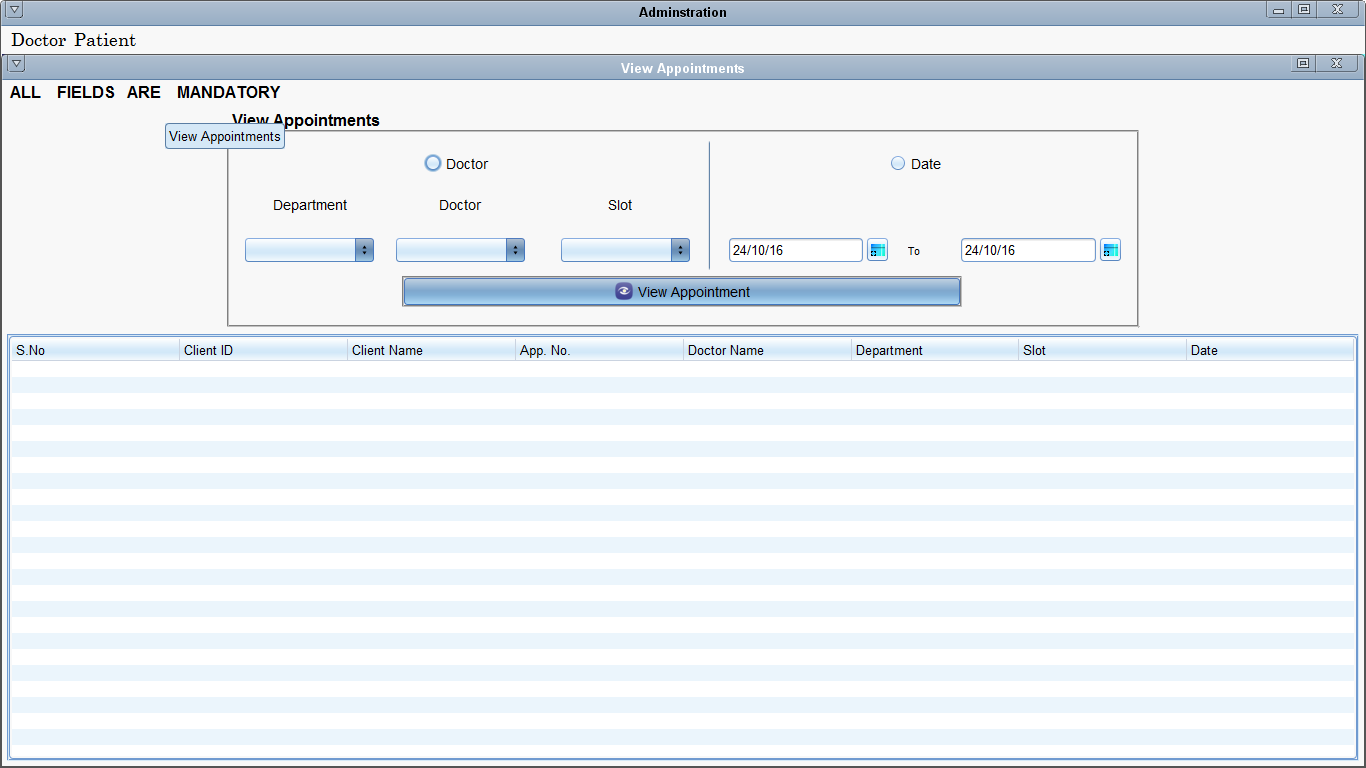 Adminstration
Doctor Patient
View Appointments
ALL FIELDS ARE MANDATORY
View Appointments
View Appointments
Doctor Date
Department Doctor Slot
24/10/16 To 24/10/16
View Appointment
S.No Client ID Client Name App. No. Doctor Name Department Slot Date